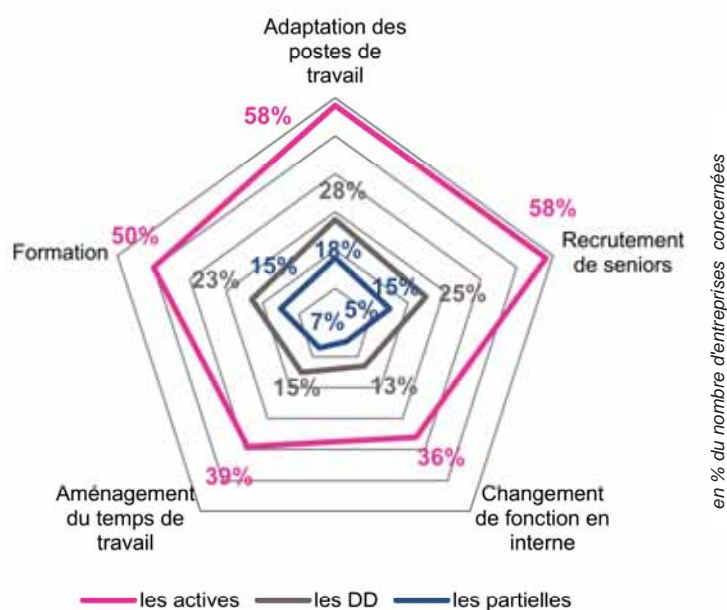 Adaptation des
postes de
travail
58%
28%
58%
50%
Formation
Recrutement
de seniors
23%
15%
18%
15%
25%
7%
5%
15%
13%
39%
36%
Aménagement
du temps de
travail
Changement
de fonction en
interne
en % du nombre d'entreprises concernées
les actives
les DD
les partielles